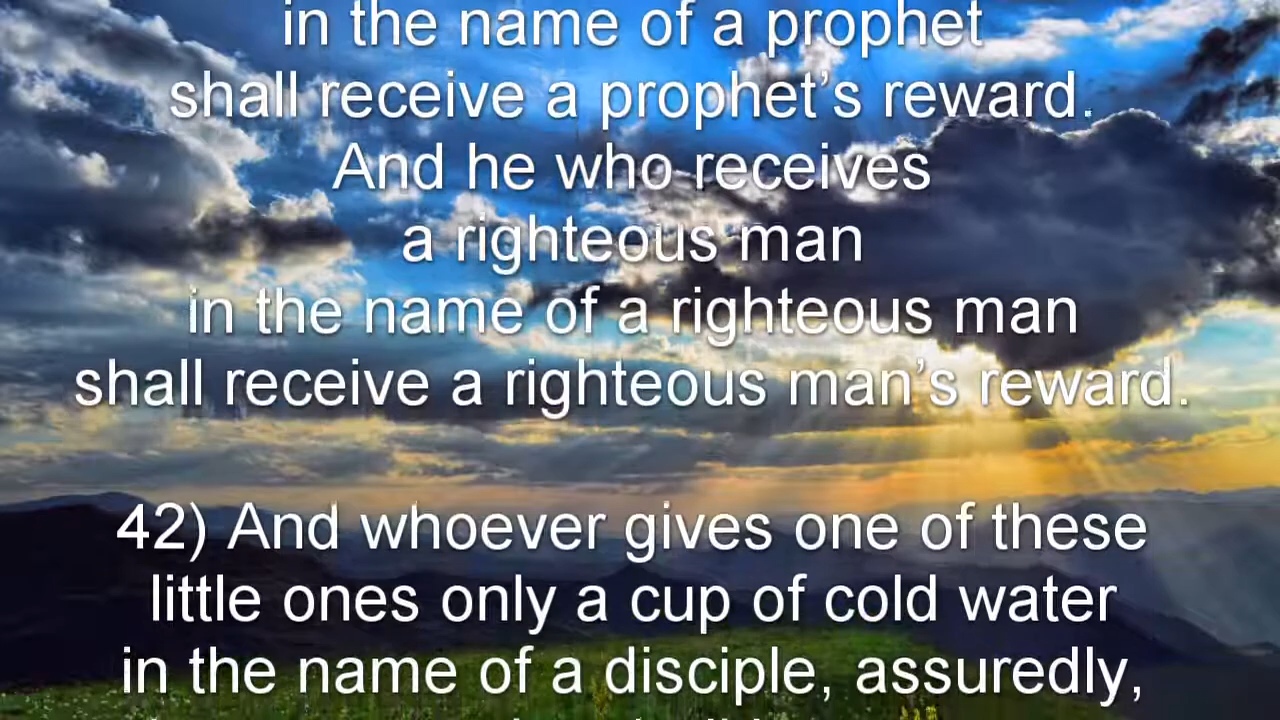 in the name of a prophet
shall receive a prophet’s reward.
And he who receives
a righteous man
in the name of a righteous man
shall receive a righteous man’s reward.
42) And whoever gives one of these
little ones only a cup of cold water
in the name of a disciple, assuredly,